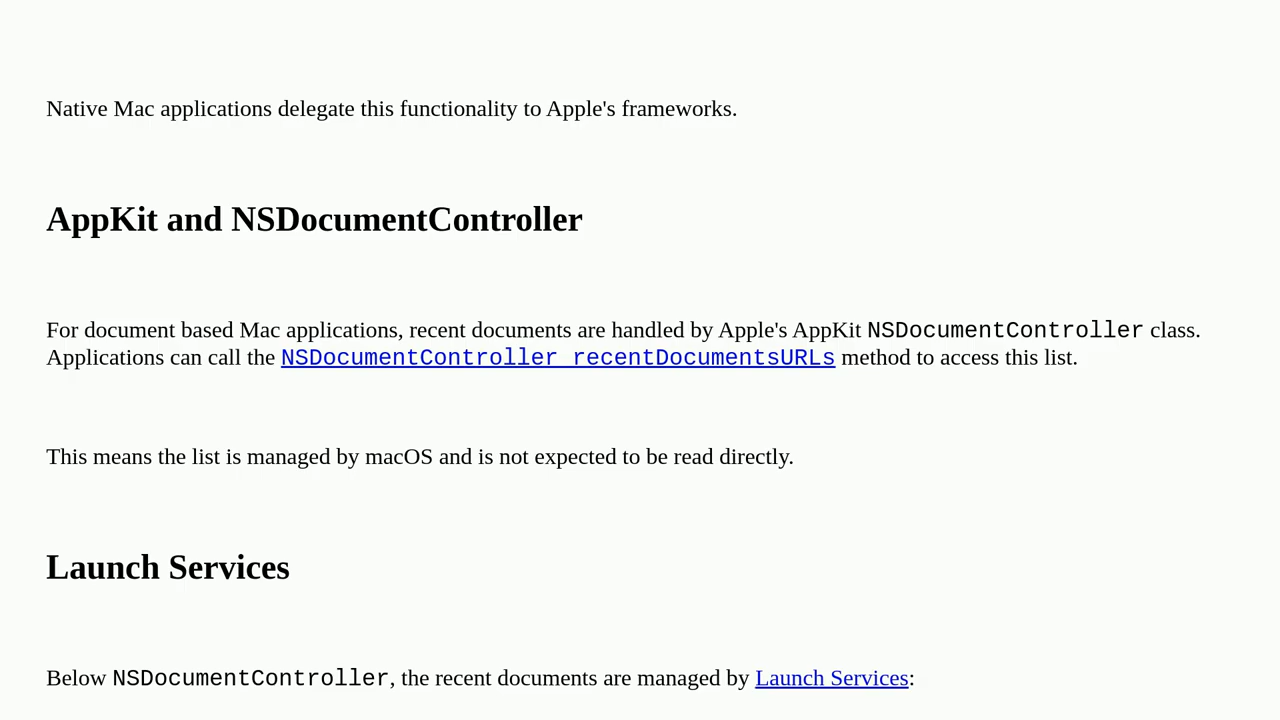 Native Mac applications delegate this functionality to Apple's frameworks.
AppKit and NSDocumentController
For document based Mac applications, recent documents are handled by Apple's AppKit NSDocumentController class.
Applications can call the NSDocumentController recentDocumentsURLs method to access this list.
This means the list is managed by macOS and is not expected to be read directly.
Launch Services
Below NSDocumentController, the recent documents are managed by Launch Services: